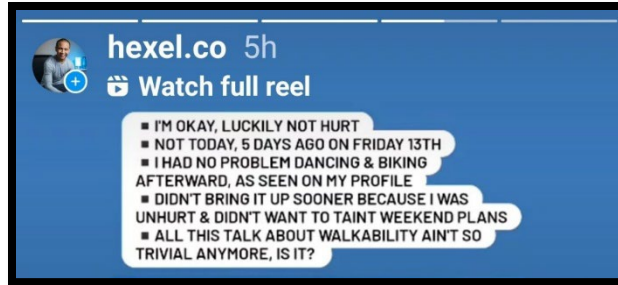 hexel.co 5h
Watch full reel
▪ I'M OKAY, LUCKILY NOT HURT
▪ NOT TODAY, 5 DAYS AGO ON FRIDAY 13TH
▪ I HAD NO PROBLEM DANCING & BIKING
AFTERWARD, AS SEEN ON MY PROFILE
▪ DIDN'T BRING IT UP SOONER BECAUSE I WAS
UNHURT & DIDN'T WANT TO TAINT WEEKEND PLANS
▪ ALL THIS TALK ABOUT WALKABILITY AIN'T SO
TRIVIAL ANYMORE, IS IT?